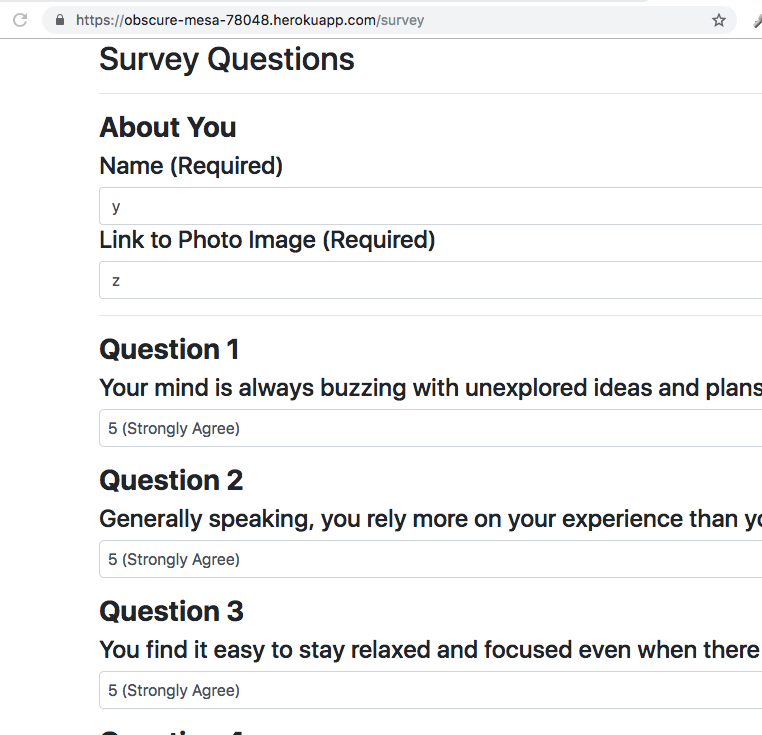 https://obscure-mesa-78048.herokuapp.com/survey
Survey Questions
About You
Name (Required)
y
Link to Photo Image (Required)
z
Question 1
Your mind is always buzzing with unexplored ideas and plans
5 (Strongly Agree)
Question 2
Generally speaking, you rely more on your experience than
5 (Strongly Agree)
Question 3
You find it easy to stay relaxed and focused even when there
5 (Strongly Agree)